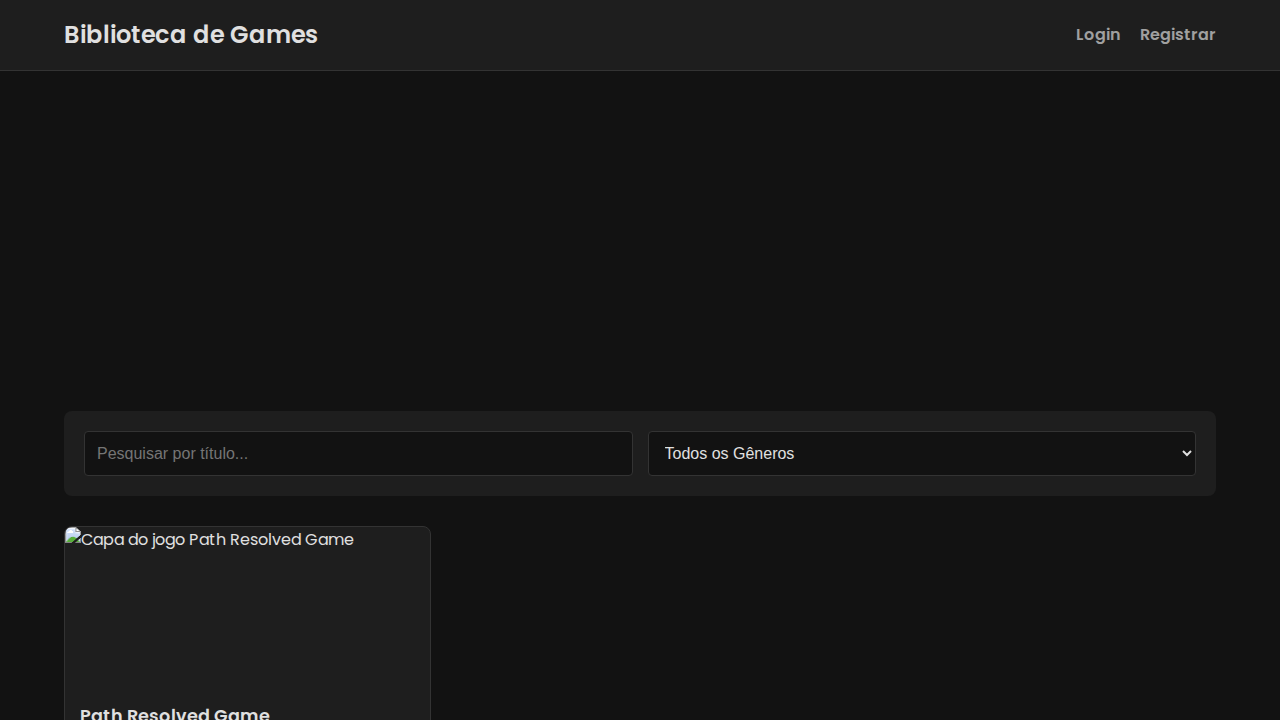 Biblioteca de Games
Login
Registrar
Pesquisar por título...
Todos os Gêneros
Capa do jogo Path Resolved Game
Path Resolved Game